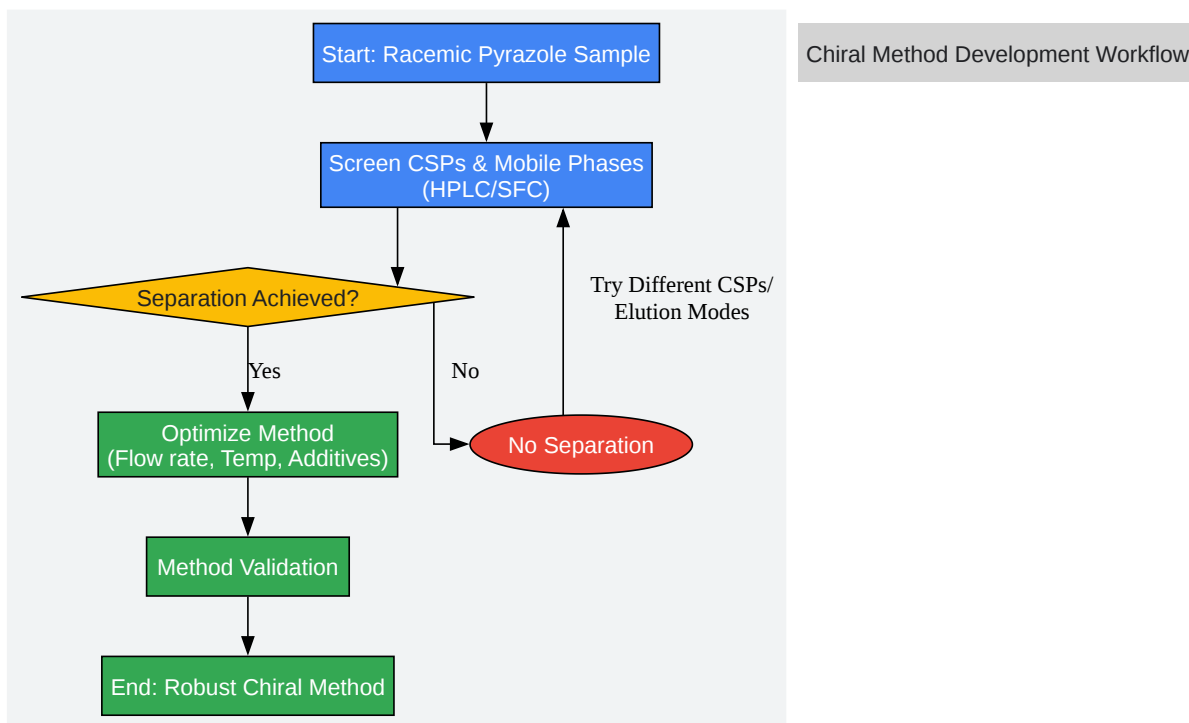 Start: Racemic Pyrazole Sample
Chiral Method Development Workflow
Screen CSPs & Mobile Phases
(HPLC/SFC)
Separation Achieved?
Try Different CSPs/
Elution Modes
Yes
No
Optimize Method
(Flow rate, Temp, Additives)
No Separation
Method Validation
End: Robust Chiral Method